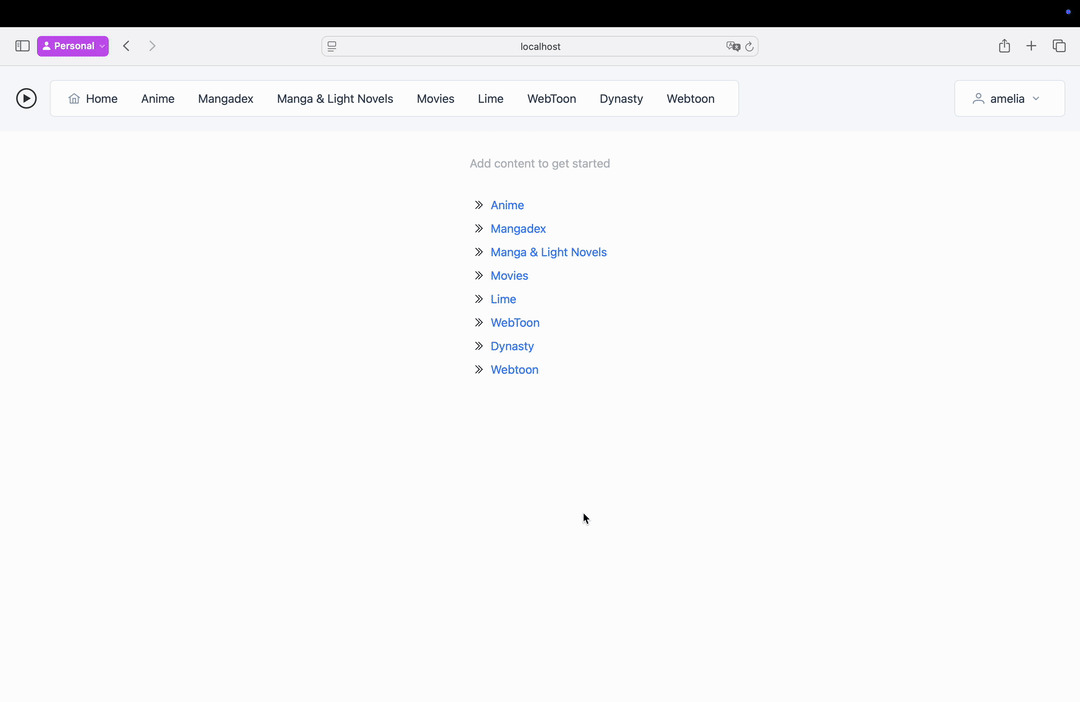 Personal
localhost
Home Anime Mangadex Manga & Light Novels Movies Lime WebToon Dynasty Webtoon amelia
Add content to get started
Anime
Mangadex
Manga & Light Novels
Movies
Lime
WebToon
Dynasty
Webtoon